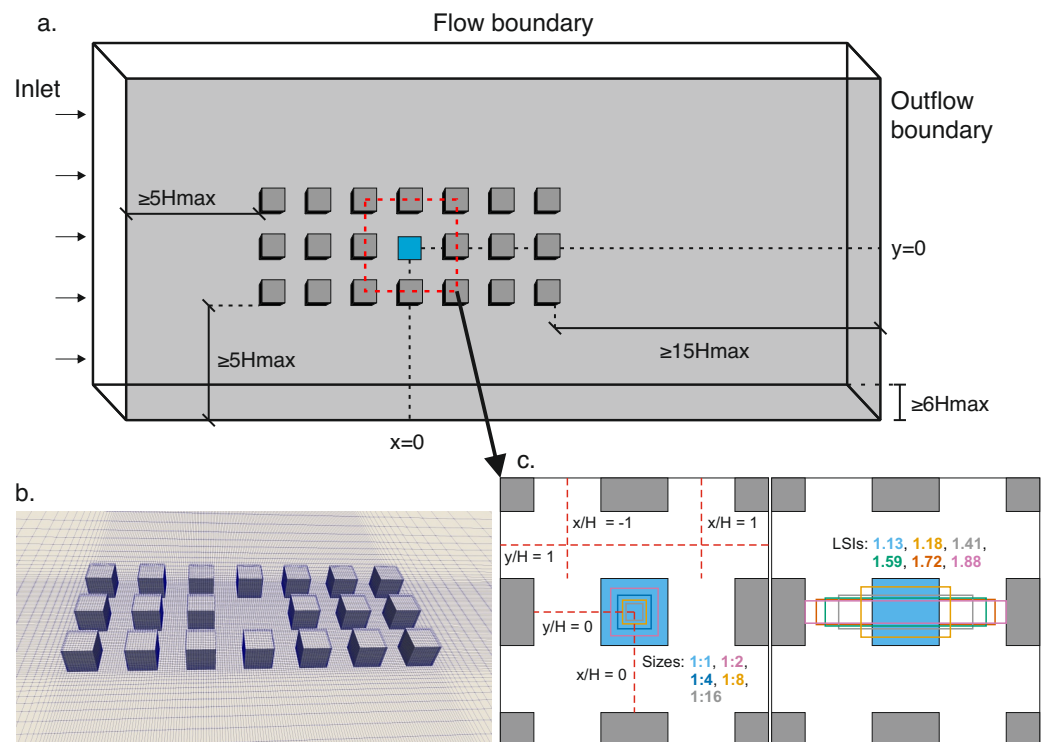 a.
Flow boundary
Inlet
Outflow
boundary
≥5Hmax
y=0
≥5Hmax
≥15Hmax
≥6Hmax
x=0
b.
c.
x/H = -1
x/H = 1
y/H = 1
y/H = 0
x/H = 0
Sizes: 1:1, 1:2,
1:4, 1:8,
1:16
LSIs: 1.13, 1.18, 1.41,
1.59, 1.72, 1.88